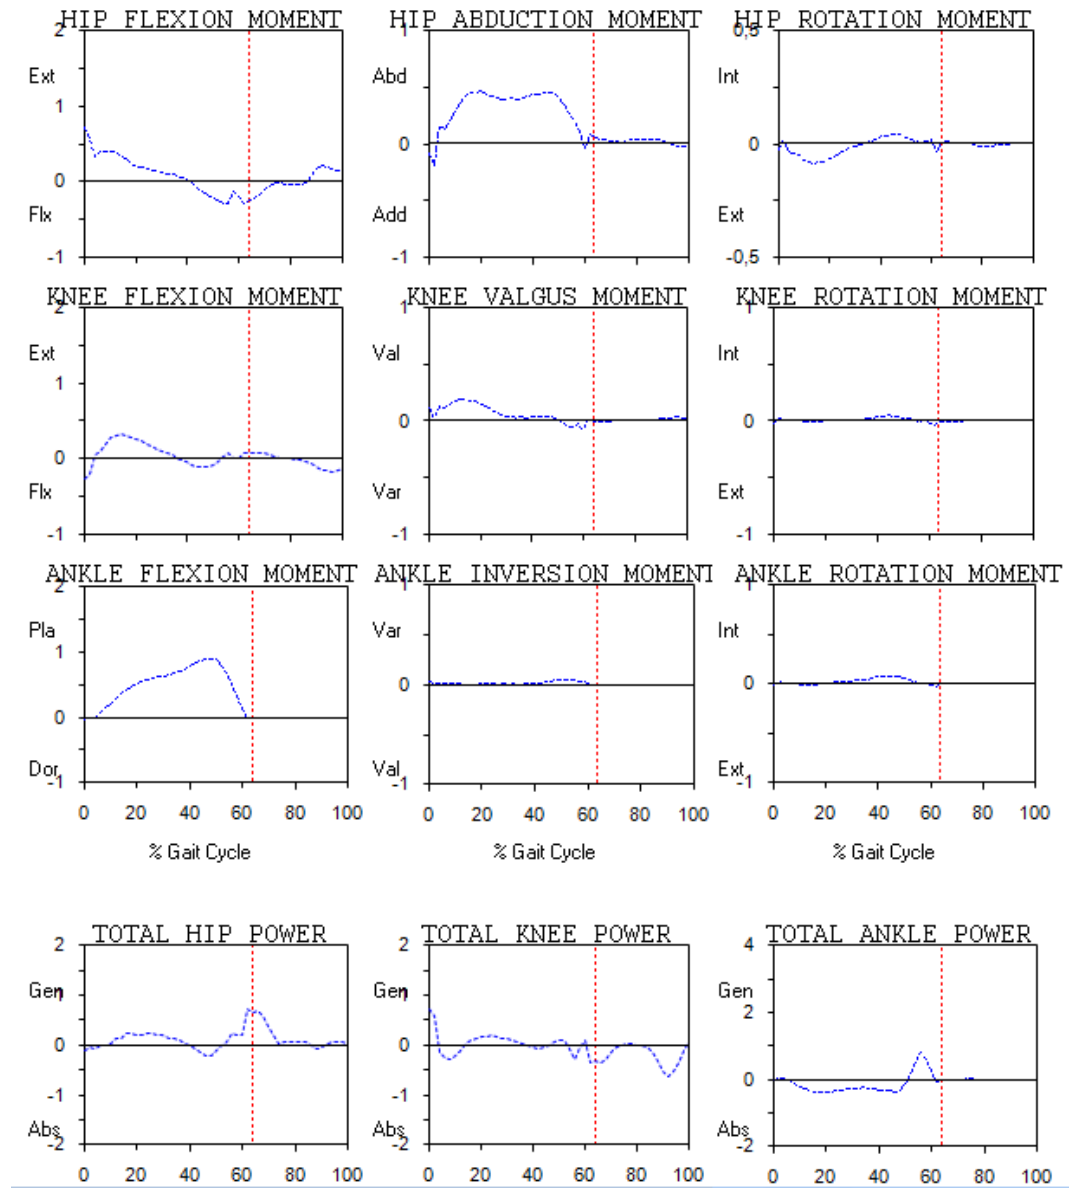 HIP FLEXION MOMENT HIP ABDUCTION MOMENT HIP ROTATION MOMENT
2 1 0,5
Ext Abd Int
1
0 0 0
Flx Add Ext
-1 -1 -0,5
KNEE FLEXION MOMENT KNEE VALGUS MOMENT KNEE ROTATION MOMENT
2 1 1
Ext Val Int
1
0 0 0
Flx Var Ext
-1 -1 -1
ANKLE FLEXION MOMENT ANKLE INVERSION MOMENT ANKLE ROTATION MOMENT
2 1 1
Pla Var Int
1
0 0 0
Dor Val Ext
-1 -1 -1
0 20 40 60 80 100 0 20 40 60 80 100 0 20 40 60 80 100
% Gait Cycle % Gait Cycle % Gait Cycle
TOTAL HIP POWER TOTAL KNEE POWER TOTAL ANKLE POWER
2 2 4
Gen 1 Gen 1 Gen
2
0 0 0
-1 -1
Abs Abs Abs
-2 -2 -2
0 20 40 60 80 100 0 20 40 60 80 100 0 20 40 60 80 100